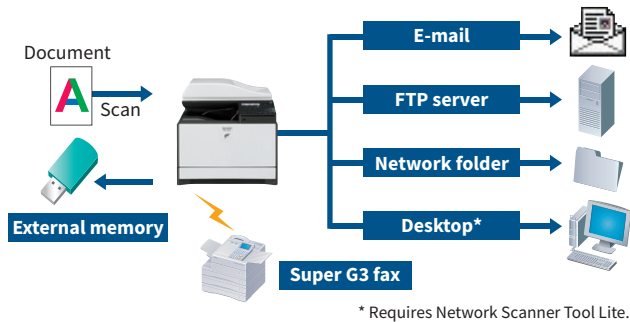 Document
A
Scan
External memory
Super G3 fax
E-mail
FTP server
Network folder
Desktop*
* Requires Network Scanner Tool Lite.